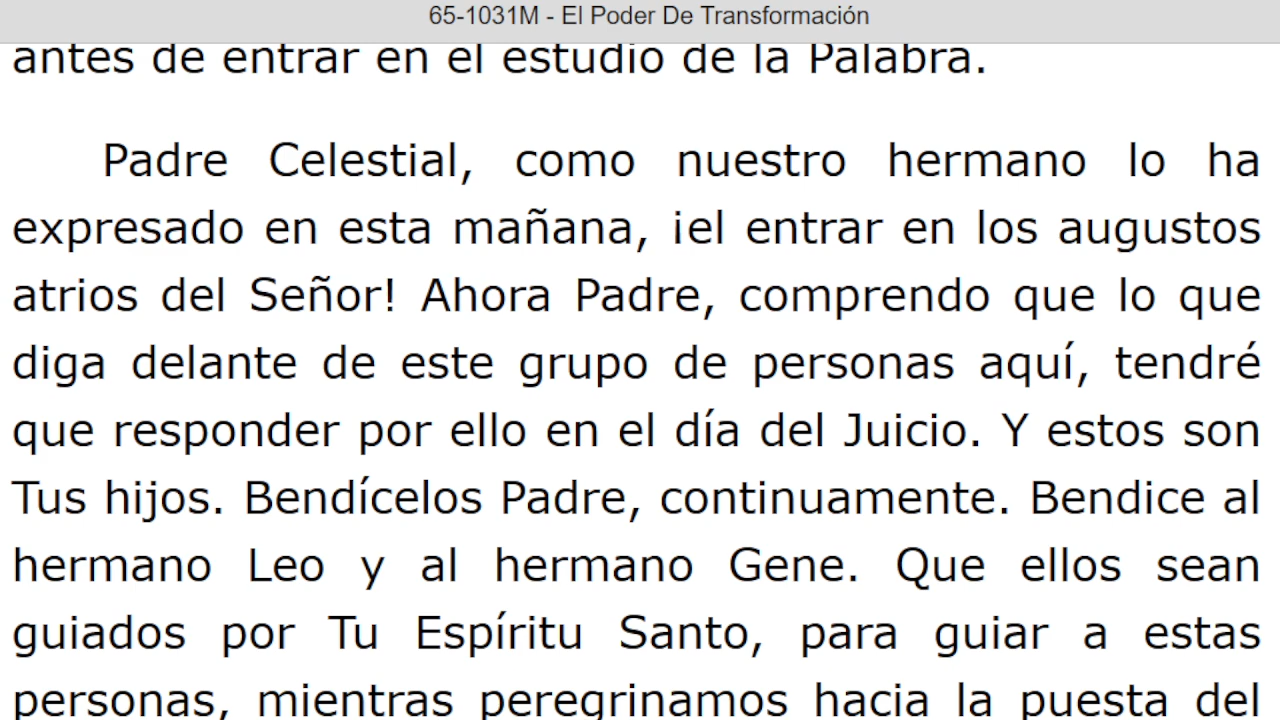 65-1031M - El Poder De Transformación
antes de entrar en el estudio de la Palabra.
Padre Celestial, como nuestro hermano lo ha
expresado en esta mañana, ¡el entrar en los augustos
atrios del Señor! Ahora Padre, comprendo que lo que
diga delante de este grupo de personas aquí, tendré
que responder por ello en el día del Juicio. Y estos son
Tus hijos. Bendícelos Padre, continuamente. Bendice al
hermano Leo y al hermano Gene. Que ellos sean
guiados por Tu Espíritu Santo, para guiar a estas
personas, mientras peregrinamos hacia la puesta del